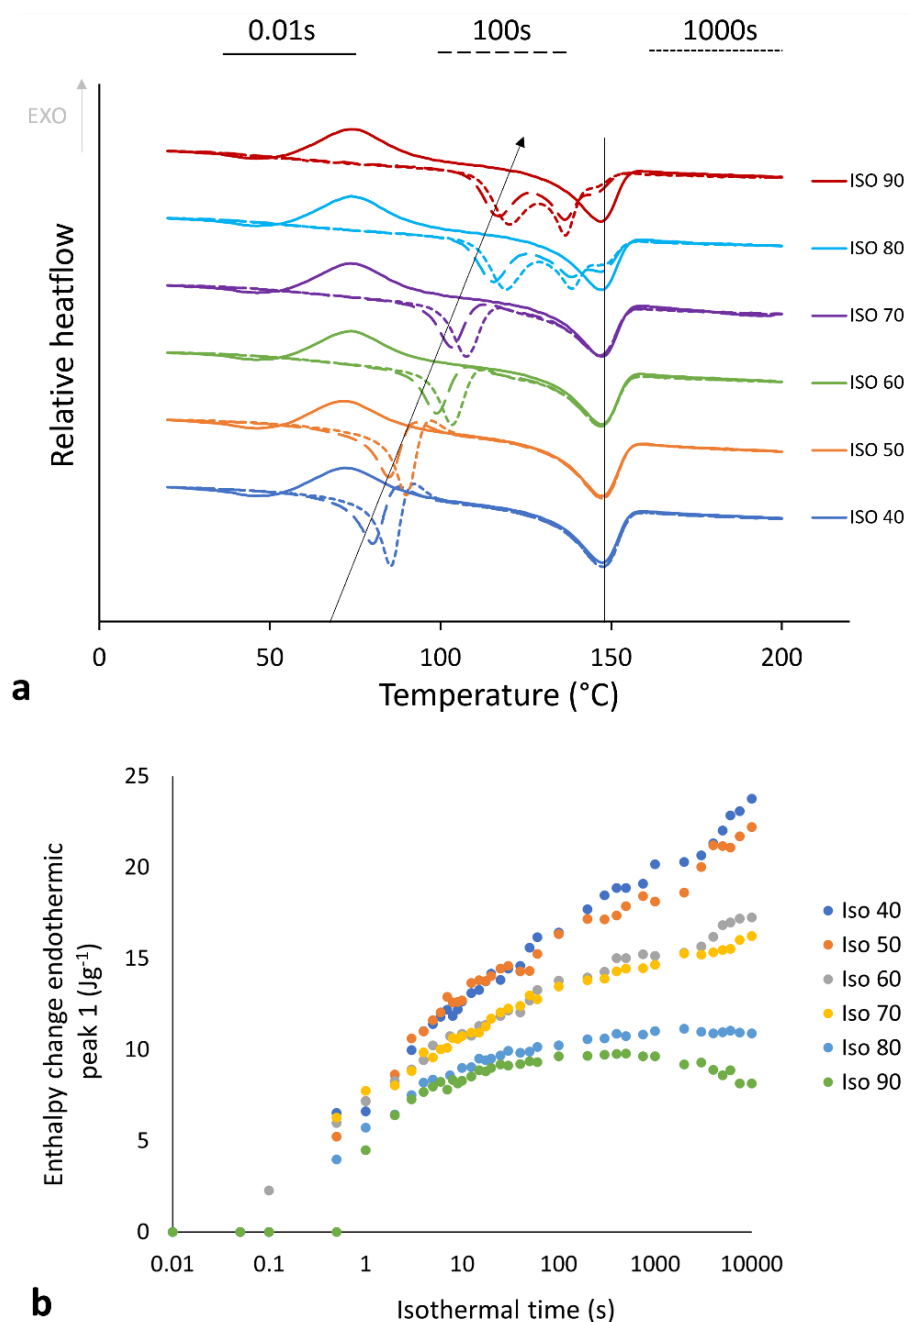 0.01s 100s 1000s
EXO
Relative heatflow
ISO 90
ISO 80
ISO 70
ISO 60
ISO 50
ISO 40
0 50 100 150 200
Temperature (°C)
a
25
20
15
10
5
0
Enthalpy change endothermic
peak 1 (Jg⁻¹)
Iso 40
Iso 50
Iso 60
Iso 70
Iso 80
Iso 90
0.01 0.1 1 10 100 1000 10000
Isothermal time (s)
b